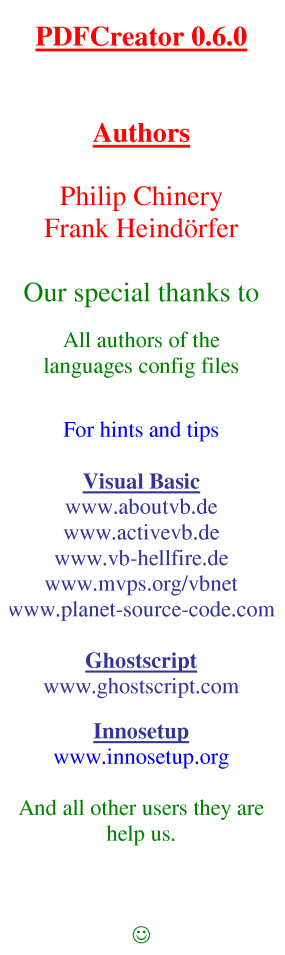 PDFCreator 0.6.0
Authors
Philip Chinery
Frank Heindörfer
Our special thanks to
All authors of the
languages config files
For hints and tips
Visual Basic
www.aboutvb.de
www.activevb.de
www.vb-hellfire.de
www.mvps.org/vbnet
www.planet-source-code.com
Ghostscript
www.ghostscript.com
Innosetup
www.innosetup.org
And all other users they are
help us.
☺